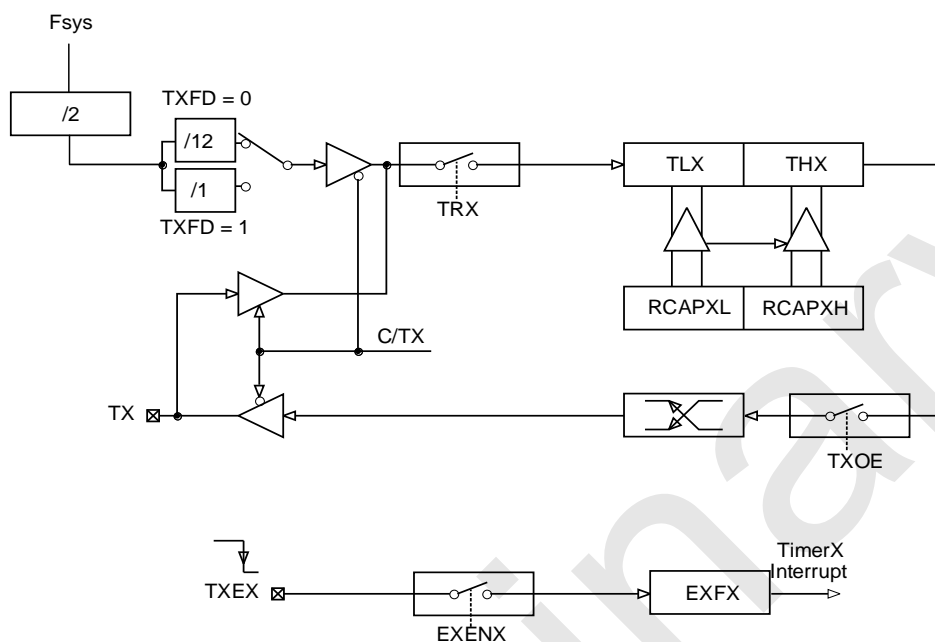 Fsys
/2
TXFD = 0
/12
/1
TXFD = 1
TRX
TLX
THX
RCAPXL
RCAPXH
C/TX
TX
TXOE
TXEX
EXENX
EXFX
TimerX
Interrupt
inary